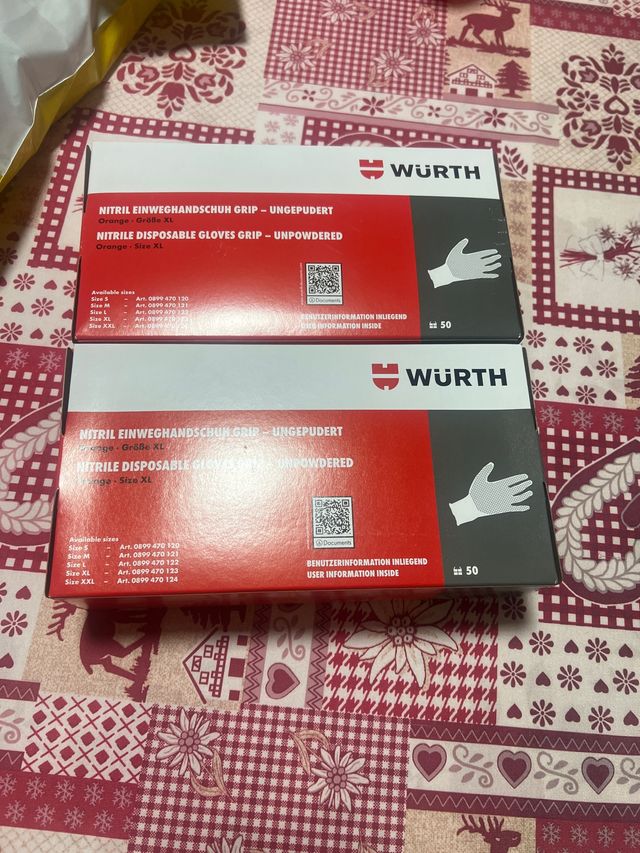 WÜRTH
NITRIL EINWEGHANDSCHUH GRIP – UNGEPUDERT
Orange - Größe XL
NITRILE DISPOSABLE GLOVES GRIP – UNPOWDERED
Orange - Size XL
Available sizes
Size S – Art. 0899 470 120
Size M – Art. 0899 470 121
Size L – Art. 0899 470 122
Size XL – Art. 0899 470 123
Size XXL – Art. 0899 470 124
Documents
BENUTZERINFORMATION INLIEGEND
USER INFORMATION INSIDE
50
WÜRTH
NITRIL EINWEGHANDSCHUH GRIP – UNGEPUDERT
Orange - Größe XL
NITRILE DISPOSABLE GLOVES GRIP – UNPOWDERED
Orange - Size XL
Available sizes
Size S – Art. 0899 470 120
Size M – Art. 0899 470 121
Size L – Art. 0899 470 122
Size XL – Art. 0899 470 123
Size XXL – Art. 0899 470 124
Documents
BENUTZERINFORMATION INLIEGEND
USER INFORMATION INSIDE
50